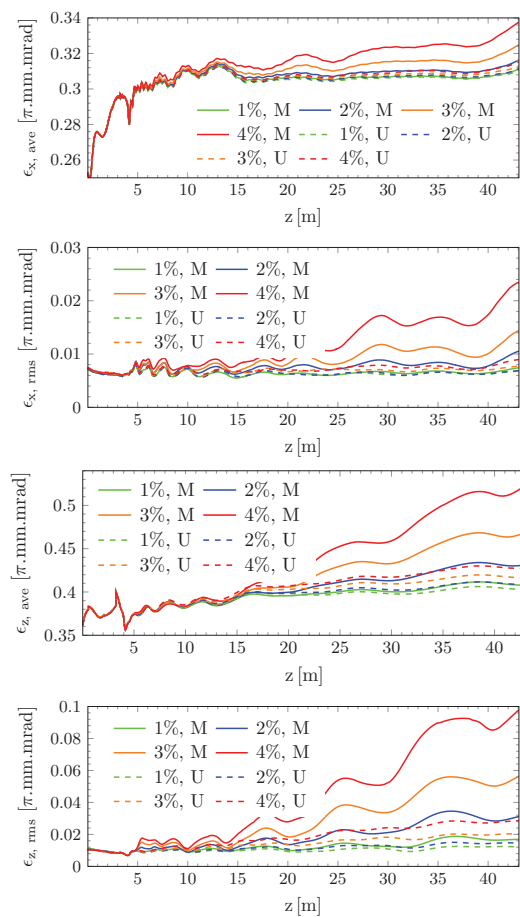 0.34
0.32
0.3
0.28
0.26
ϵx, ave [π.mm.mrad]
1%, M 2%, M 3%, M
4%, M 1%, U 2%, U
3%, U 4%, U
5 10 15 20 25 30 35 40
z [m]
0.03
0.02
0.01
0
ϵx, rms [π.mm.mrad]
1%, M 2%, M
3%, M 4%, M
1%, U 2%, U
3%, U 4%, U
5 10 15 20 25 30 35 40
z [m]
0.5
0.45
0.4
0.35
ϵz, ave [π.mm.mrad]
1%, M 2%, M
3%, M 4%, M
1%, U 2%, U
3%, U 4%, U
5 10 15 20 25 30 35 40
z [m]
0.1
0.08
0.06
0.04
0.02
0
ϵz, rms [π.mm.mrad]
1%, M 2%, M
3%, M 4%, M
1%, U 2%, U
3%, U 4%, U
5 10 15 20 25 30 35 40
z [m]